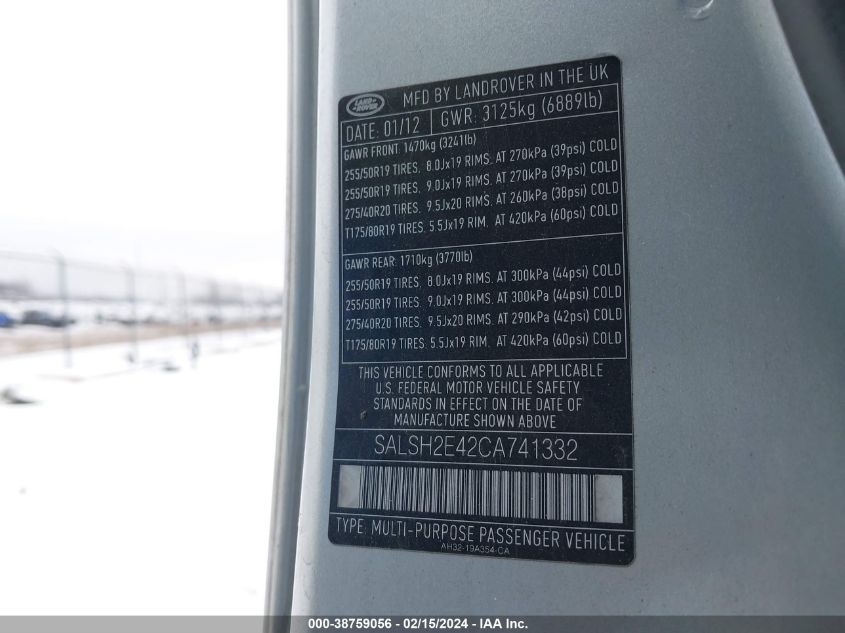 LAND ROVER
MFD BY LANDROVER IN THE UK
DATE: 01/12 GWR: 3125kg (6889lb)
GAWR FRONT: 1470kg (3241lb)
255/50R19 TIRES. 8.0Jx19 RIMS. AT 270kPa (39psi) COLD
255/50R19 TIRES. 9.0Jx19 RIMS. AT 270kPa (39psi) COLD
275/40R20 TIRES. 9.5Jx20 RIMS. AT 260kPa (38psi) COLD
T175/80R19 TIRES. 5.5Jx19 RIM. AT 420kPa (60psi) COLD
GAWR REAR: 1710kg (3770lb)
255/50R19 TIRES. 8.0Jx19 RIMS. AT 300kPa (44psi) COLD
255/50R19 TIRES. 9.0Jx19 RIMS. AT 300kPa (44psi) COLD
275/40R20 TIRES. 9.5Jx20 RIMS. AT 290kPa (42psi) COLD
T175/80R19 TIRES. 5.5Jx19 RIM. AT 420kPa (60psi) COLD
THIS VEHICLE CONFORMS TO ALL APPLICABLE
U.S. FEDERAL MOTOR VEHICLE SAFETY
STANDARDS IN EFFECT ON THE DATE OF
MANUFACTURE SHOWN ABOVE
SALSH2E42CA741332
TYPE: MULTI-PURPOSE PASSENGER VEHICLE
AH32-19A354-CA
000-38759056 - 02/15/2024 - IAA, Inc.